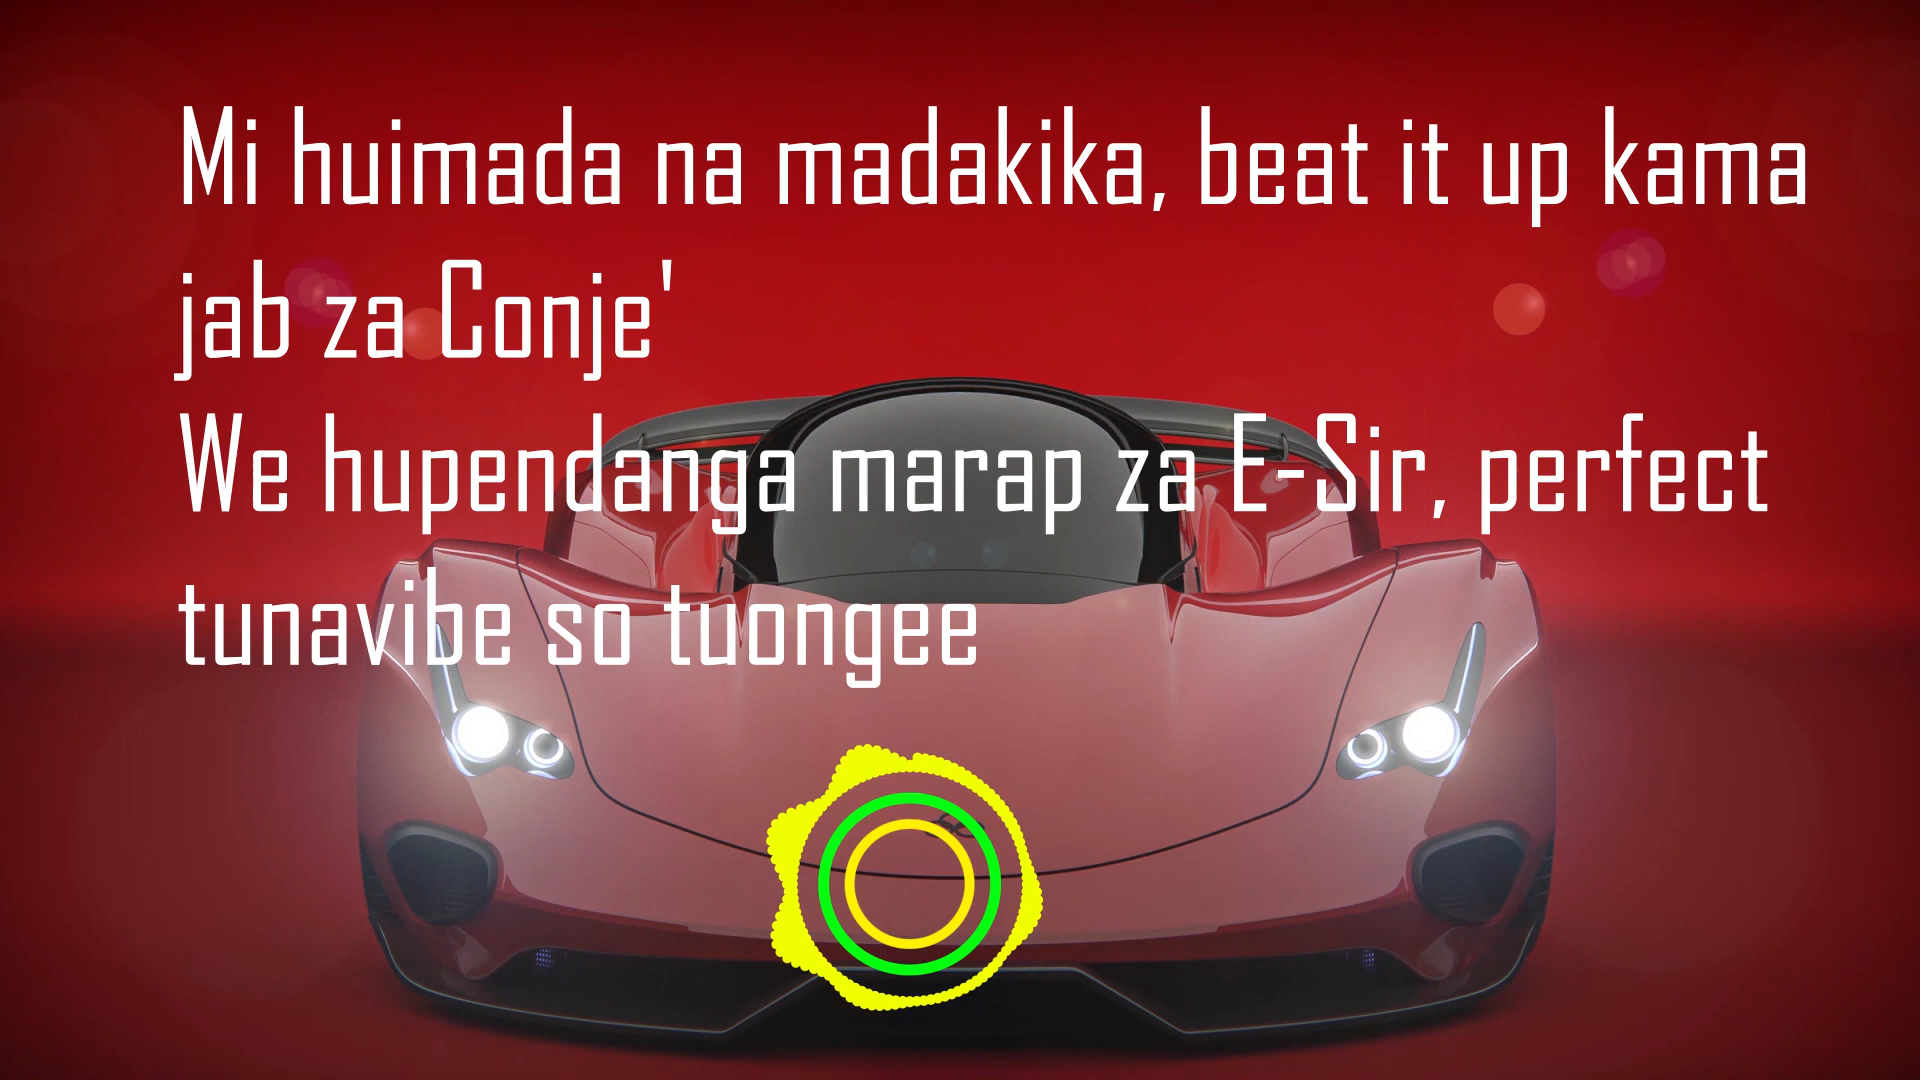 Mi huimada na madakika, beat it up kama
jab za Conje'
We hupendanga marap za E-Sir, perfect
tunavibe so tuongee